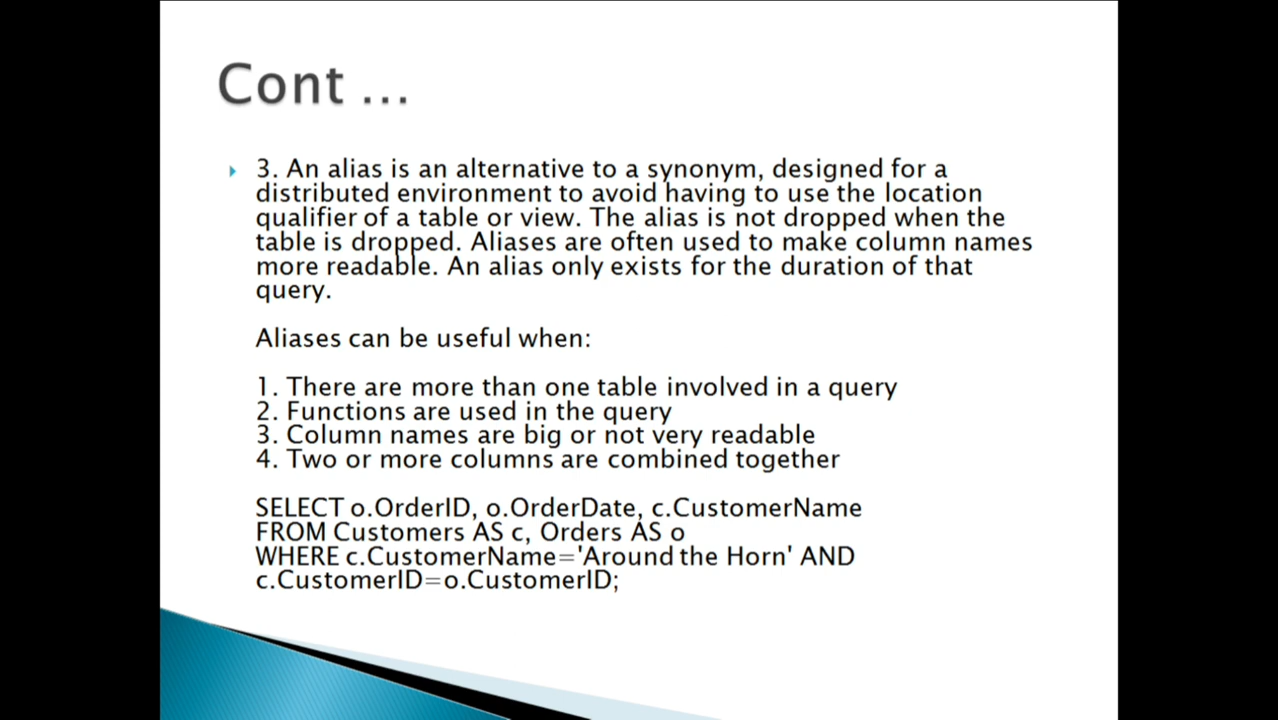 Cont ...
3. An alias is an alternative to a synonym, designed for a
distributed environment to avoid having to use the location
qualifier of a table or view. The alias is not dropped when the
table is dropped. Aliases are often used to make column names
more readable. An alias only exists for the duration of that
query.
Aliases can be useful when:
1. There are more than one table involved in a query
2. Functions are used in the query
3. Column names are big or not very readable
4. Two or more columns are combined together
SELECT o.OrderID, o.OrderDate, c.CustomerName
FROM Customers AS c, Orders AS o
WHERE c.CustomerName='Around the Horn' AND
c.CustomerID=o.CustomerID;